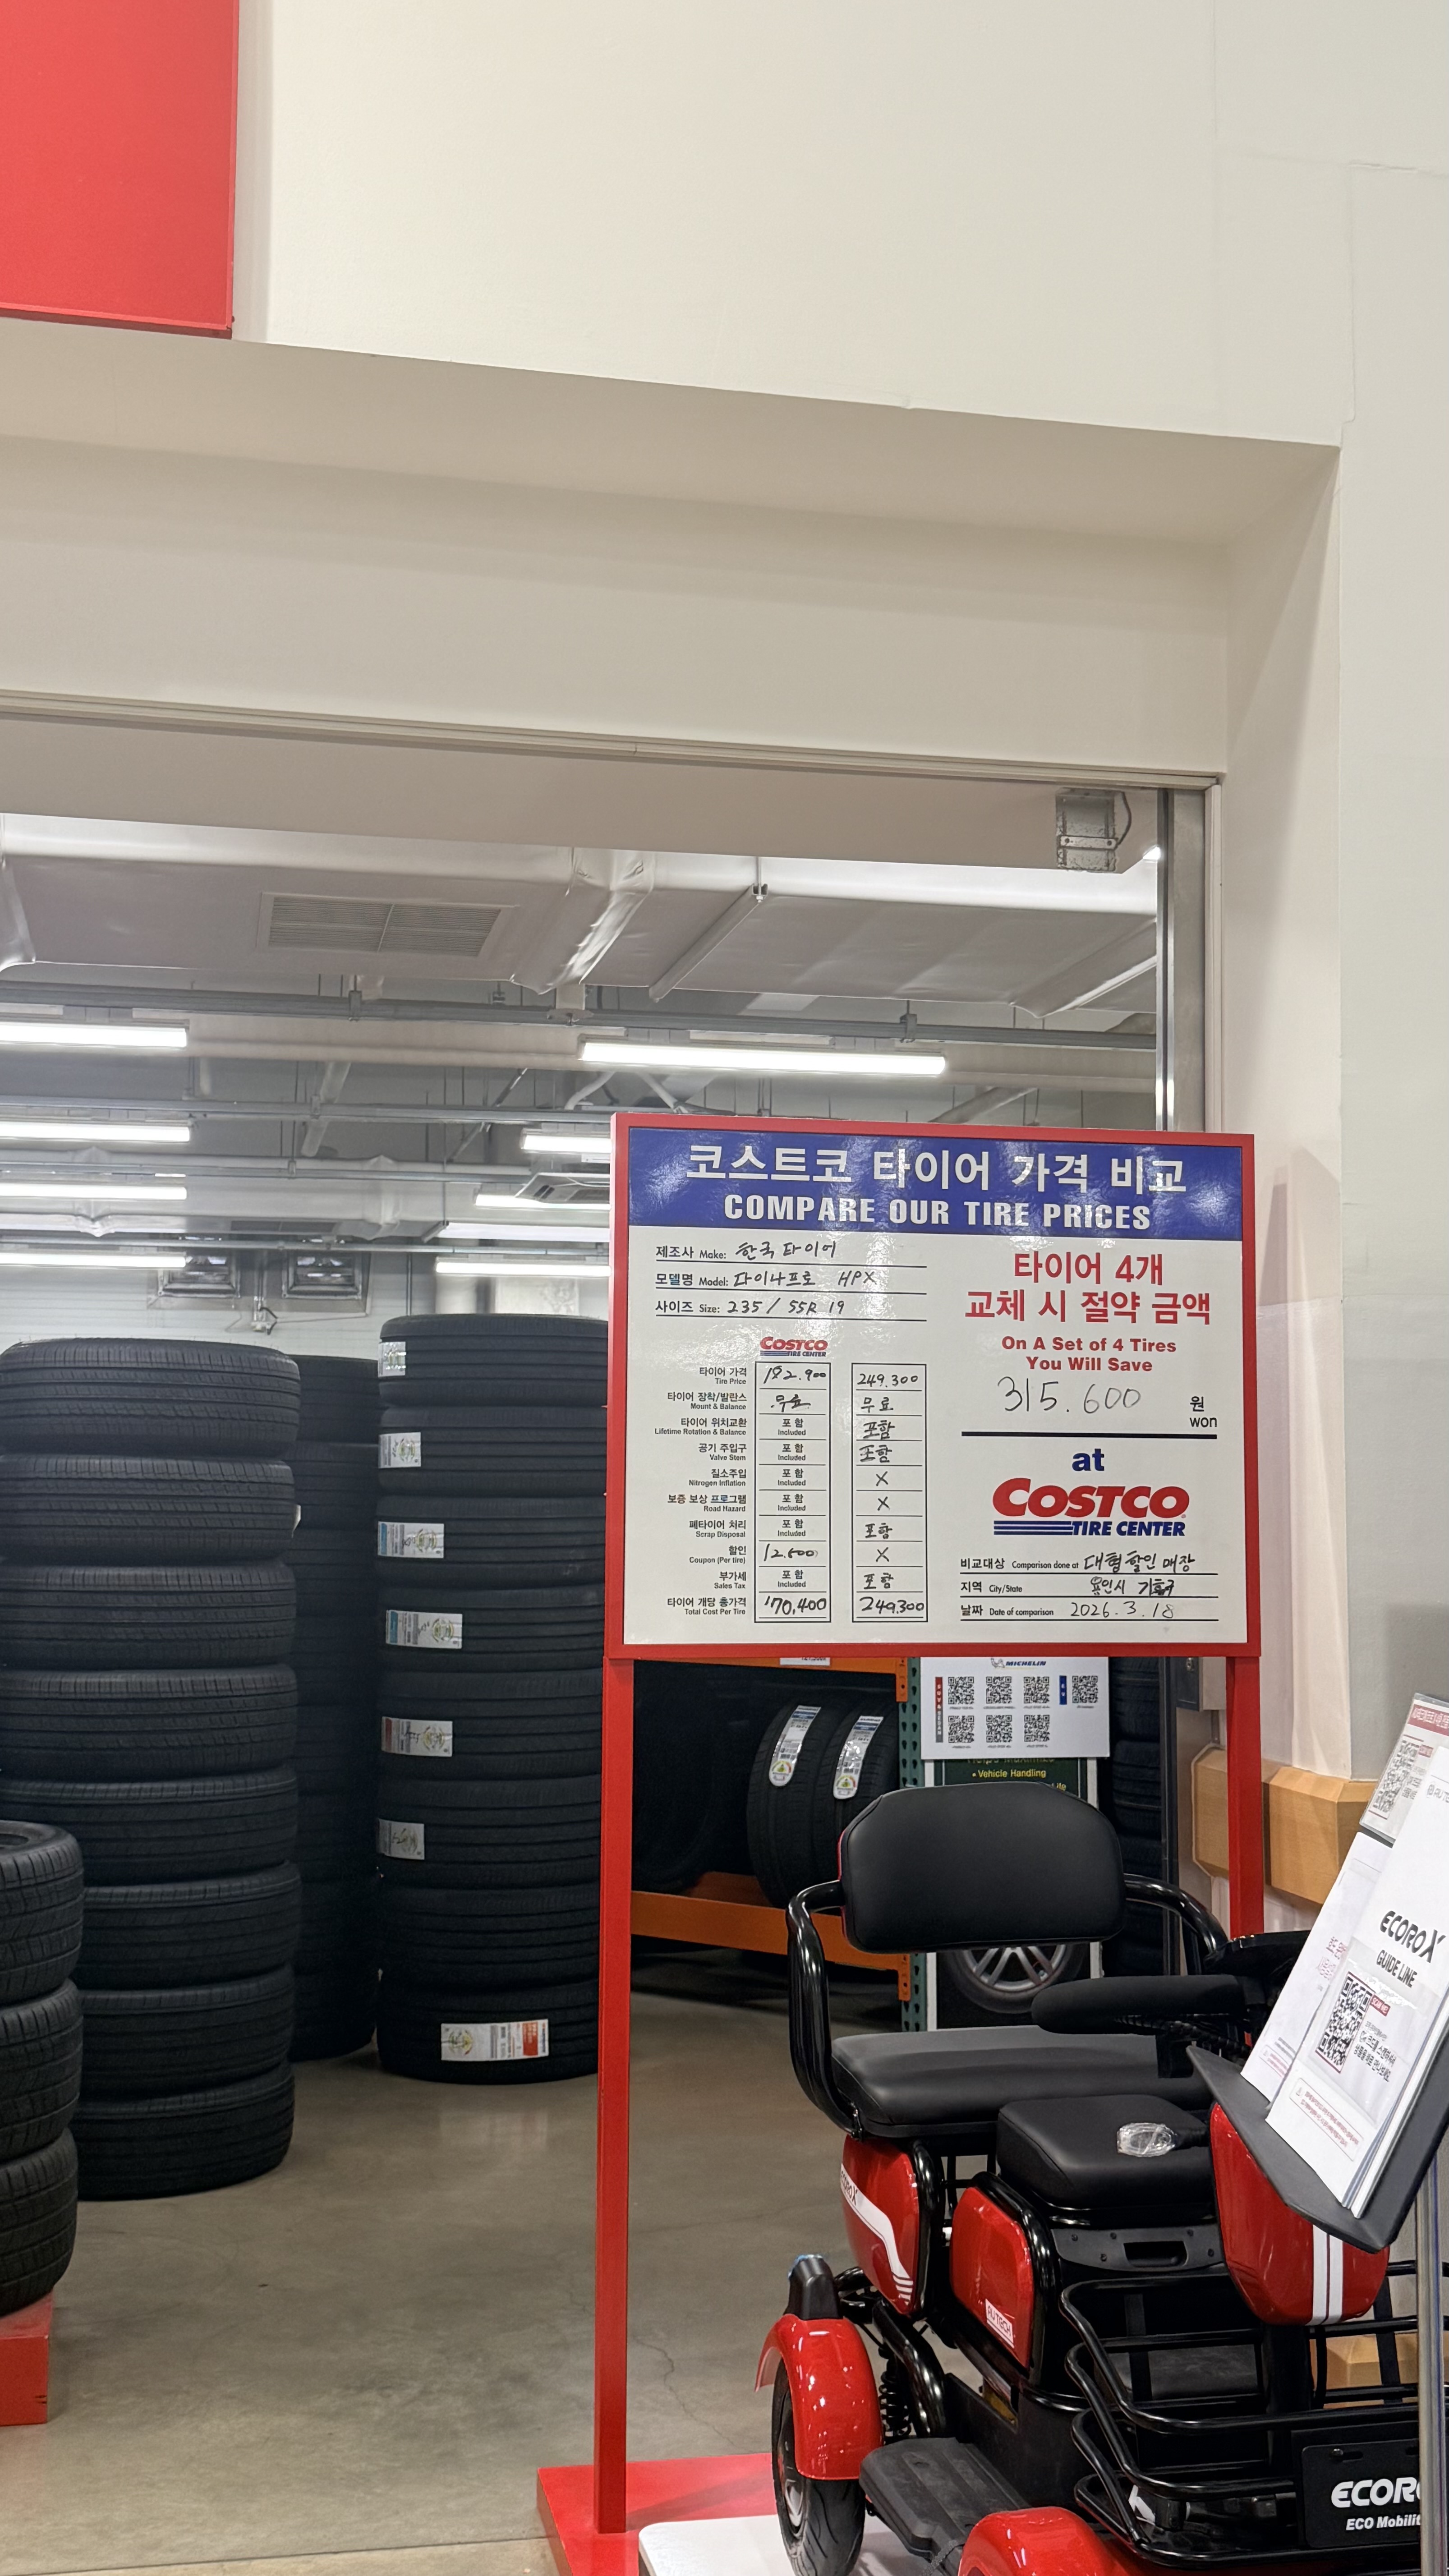 코스트코 타이어 가격 비교
COMPARE OUR TIRE PRICES
제조사 Make: 한국타이어
모델명 Model: 다이나프로 HPX
사이즈 Size: 235 / 55R 19
COSTCO
TIRE CENTER
타이어 가격 182.900 249.300
Tire Price
타이어 장착/발란스 무료 무료
Mount & Balance
타이어 위치교환 포 함 포함
Lifetime Rotation & Balance Included
공기 주입구 포 함 포함
Valve Stem Included
질소주입 포 함 X
Nitrogen Inflation Included
보증 보상 프로그램 포 함 X
Road Hazard Included
폐타이어 처리 포 함 포함
Scrap Disposal Included
할인 12.500 X
Coupon (Per tire)
부가세 포 함 포함
Sales Tax Included
타이어 개당 총가격 170,400 249.300
Total Cost Per Tire
타이어 4개
교체 시 절약 금액
On A Set of 4 Tires
You Will Save
315.600 원
won
at
COSTCO
TIRE CENTER
비교대상 Comparison done at 대형할인매장
지역 City/State 용인시 기흥구
날짜 Date of comparison 2026.3.18
MICHELIN
• Vehicle Handling
ECOROX
GUIDE LINE
AUTECH
ECORO
ECO Mobilit